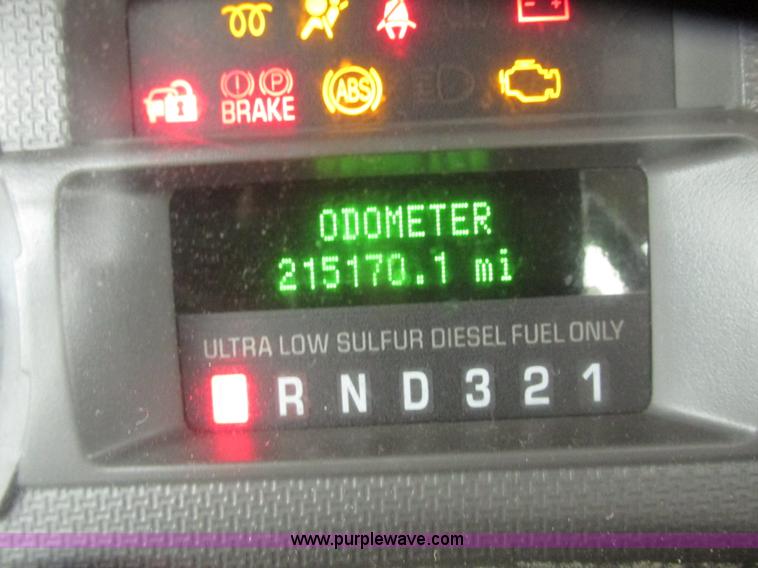 ABS
BRAKE
ODOMETER
215170.1 mi
ULTRA LOW SULFUR DIESEL FUEL ONLY
R N D 3 2 1
www.purplewave.com